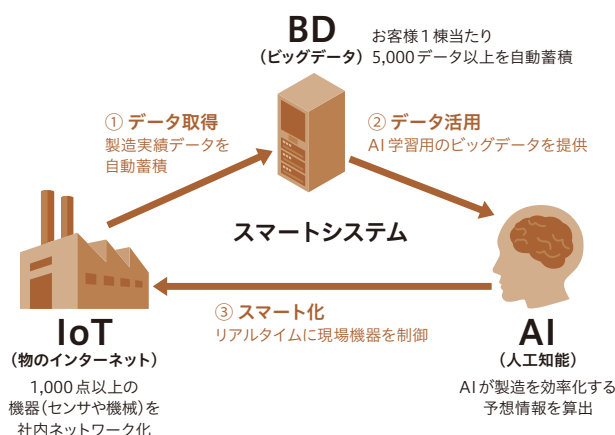 BD
(ビッグデータ)
お客様1棟当たり
5,000データ以上を自動蓄積
① データ取得
製造実績データを
自動蓄積
② データ活用
AI学習用のビッグデータを提供
スマートシステム
③ スマート化
リアルタイムに現場機器を制御
IoT
(物のインターネット)
1,000点以上の
機器(センサや機械)を
社内ネットワーク化
AI
(人工知能)
AIが製造を効率化する
予想情報を算出